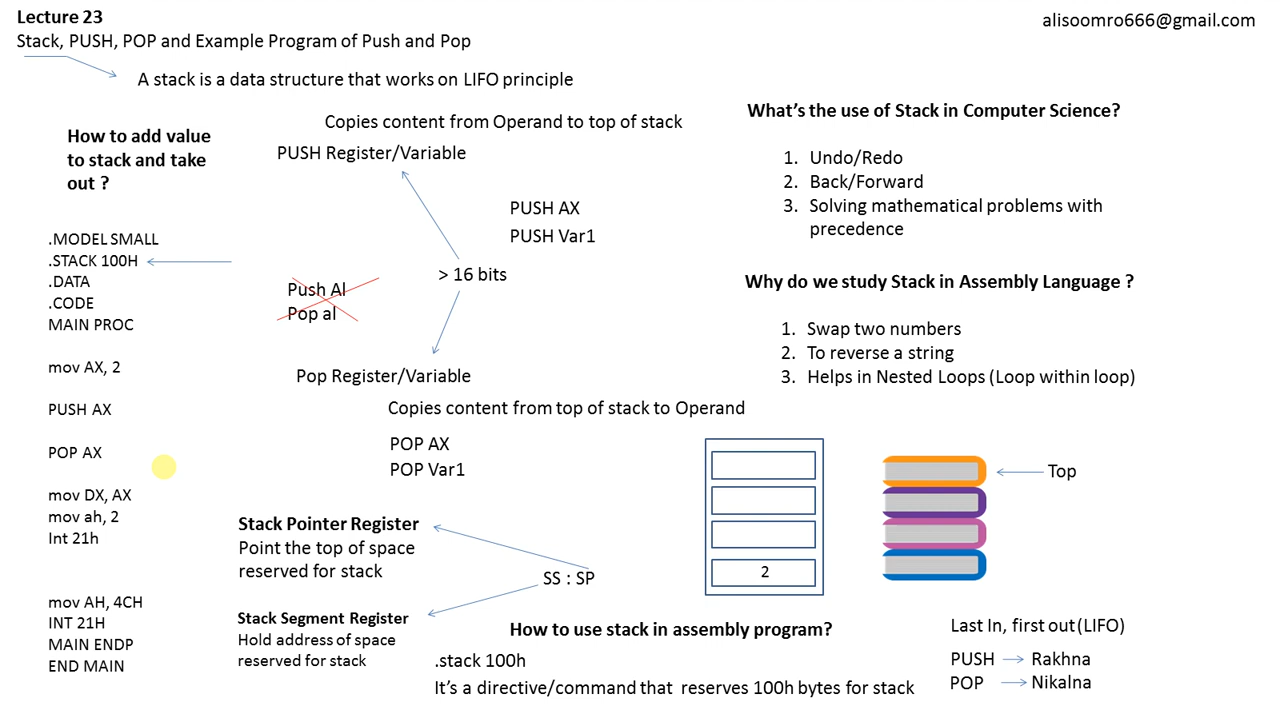 Lecture 23
alisoomro666@gmail.com
Stack, PUSH, POP and Example Program of Push and Pop
A stack is a data structure that works on LIFO principle
How to add value
to stack and take
out ?
Copies content from Operand to top of stack
PUSH Register/Variable
PUSH AX
PUSH Var1
> 16 bits
Push Al
Pop al
Pop Register/Variable
Copies content from top of stack to Operand
POP AX
POP Var1
.MODEL SMALL
.STACK 100H
.DATA
.CODE
MAIN PROC
mov AX, 2
PUSH AX
POP AX
mov DX, AX
mov ah, 2
Int 21h
mov AH, 4CH
INT 21H
MAIN ENDP
END MAIN
Stack Pointer Register
Point the top of space
reserved for stack
SS : SP
Stack Segment Register
Hold address of space
reserved for stack
How to use stack in assembly program?
.stack 100h
It's a directive/command that reserves 100h bytes for stack
What's the use of Stack in Computer Science?
1. Undo/Redo
2. Back/Forward
3. Solving mathematical problems with
precedence
Why do we study Stack in Assembly Language ?
1. Swap two numbers
2. To reverse a string
3. Helps in Nested Loops (Loop within loop)
2
Top
Last In, first out (LIFO)
PUSH Rakhna
POP Nikalna